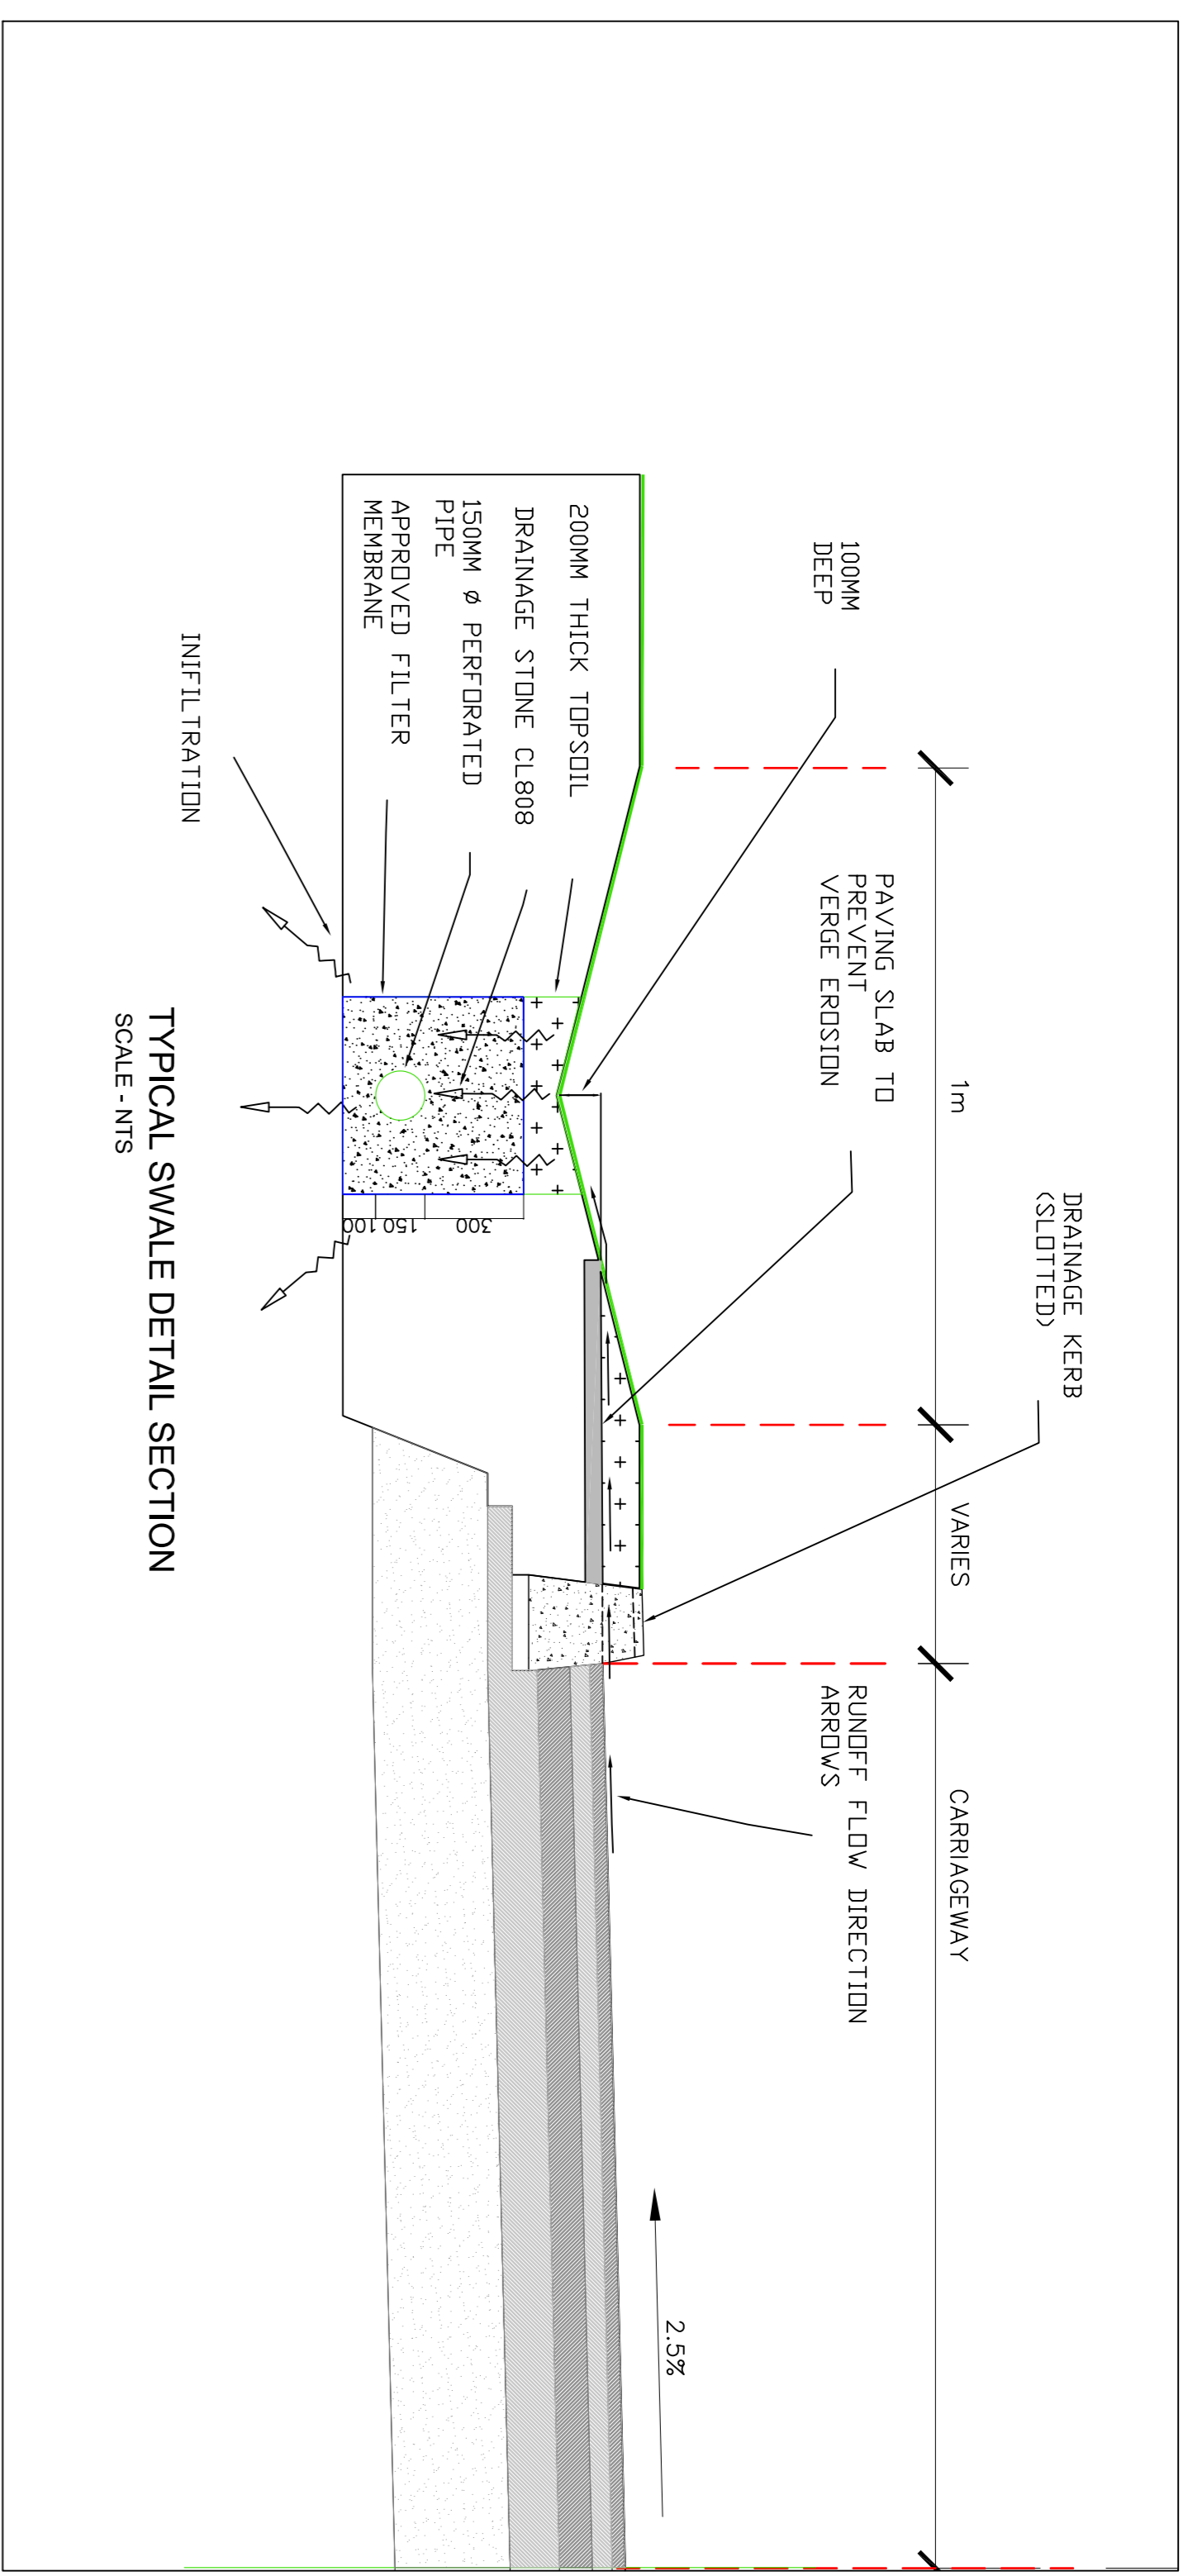 1m
VARIES
CARRIAGEWAY
DRAINAGE KERB
(SLOTTED)
100MM
DEEP
PAVING SLAB TO
PREVENT
VERGE EROSION
RUNOFF FLOW DIRECTION
ARROWS
2.5%
200MM THICK TOPSOIL
DRAINAGE STONE CL808
150MM Ø PERFORATED
PIPE
APPROVED FILTER
MEMBRANE
300
150
100
INIFILTRATION
TYPICAL SWALE DETAIL SECTION
SCALE - NTS